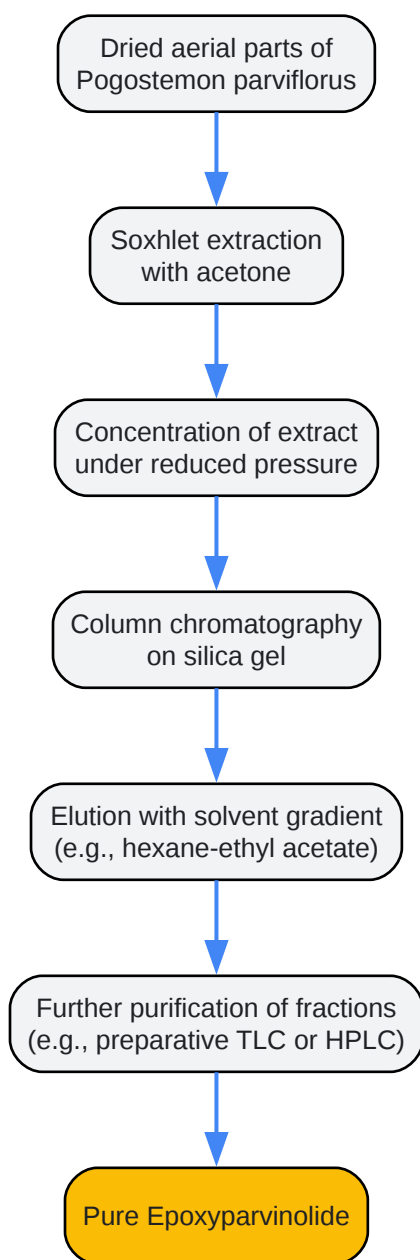 Dried aerial parts of
Pogostemon parviflorus
Soxhlet extraction
with acetone
Concentration of extract
under reduced pressure
Column chromatography
on silica gel
Elution with solvent gradient
(e.g., hexane-ethyl acetate)
Further purification of fractions
(e.g., preparative TLC or HPLC)
Pure Epoxyparvinolide